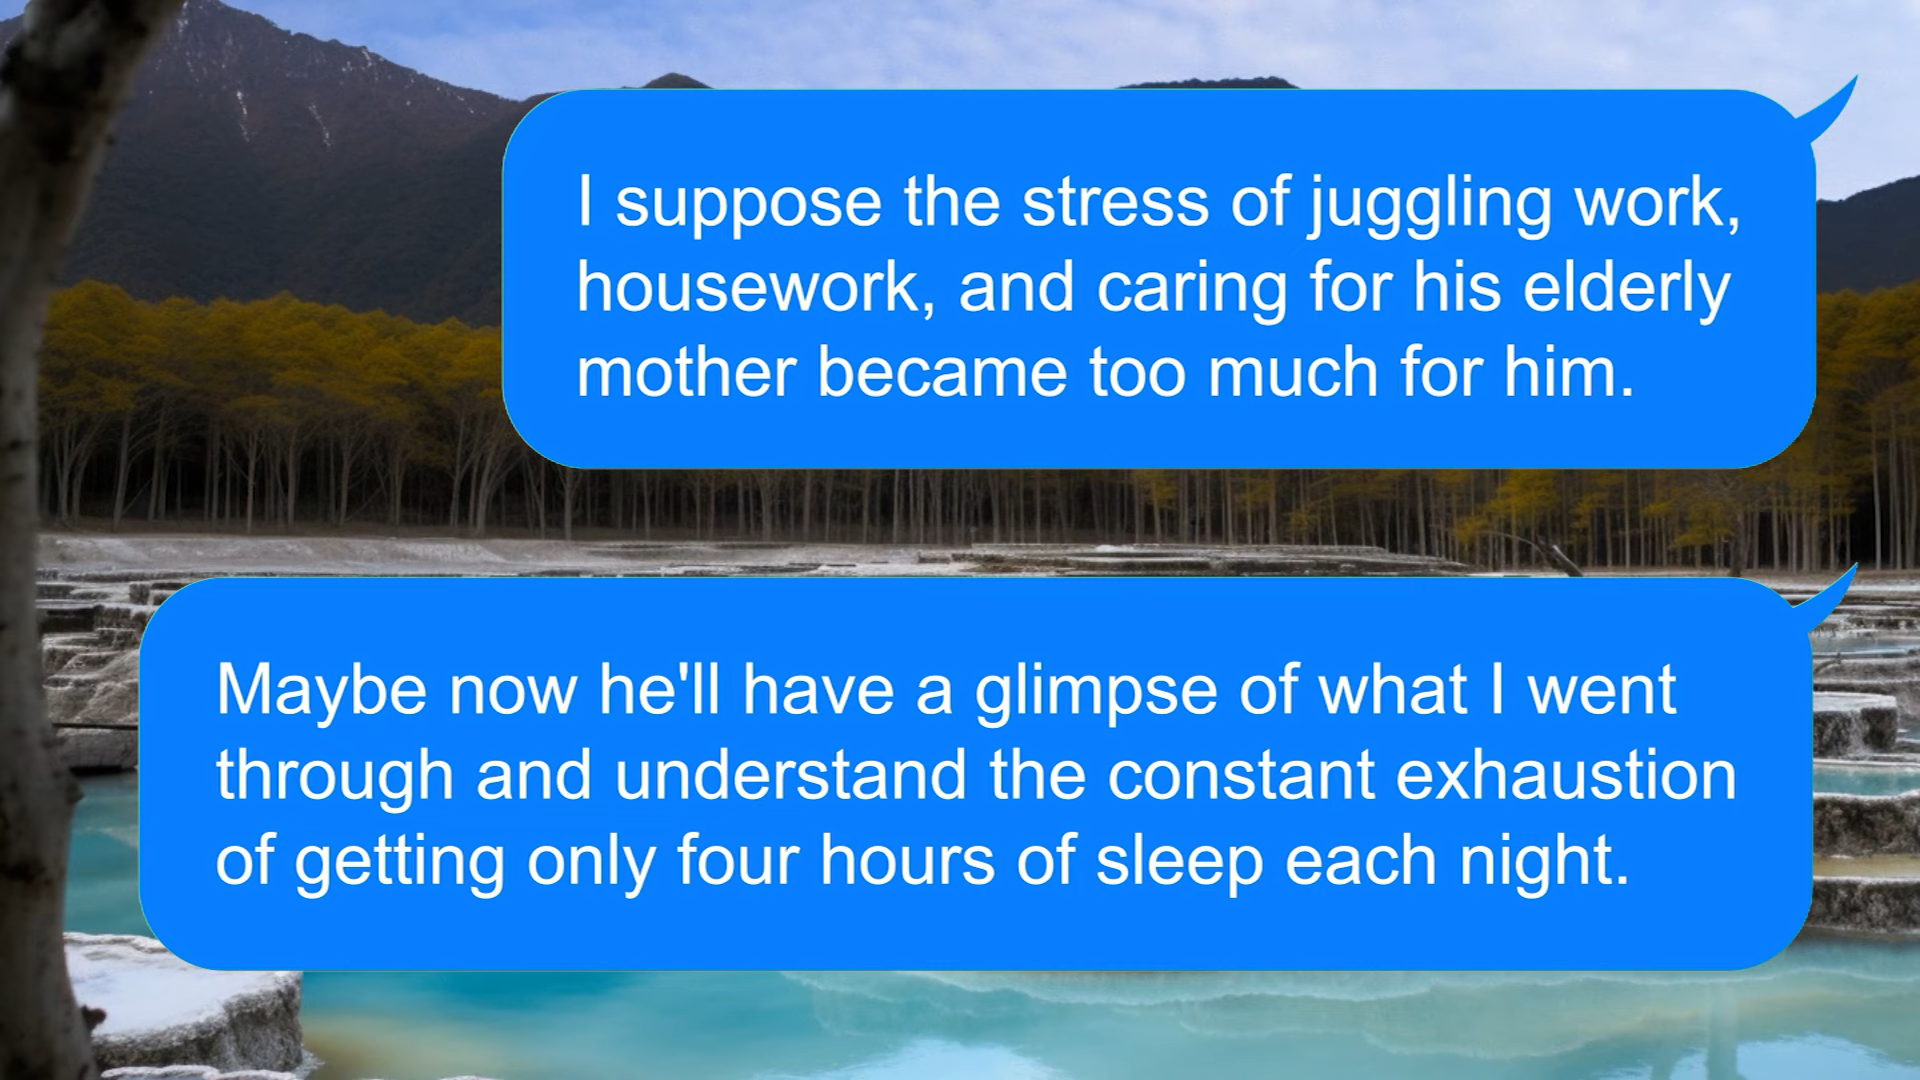 I suppose the stress of juggling work,
housework, and caring for his elderly
mother became too much for him.
Maybe now he'll have a glimpse of what I went
through and understand the constant exhaustion
of getting only four hours of sleep each night.